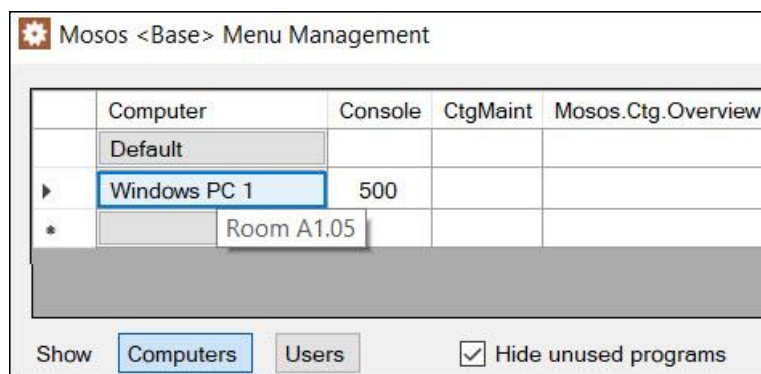 Mosos <Base> Menu Management
Computer Console CtgMaint Mosos.Ctg.Overview
Default
Windows PC 1 500
Room A1.05
Show Computers Users Hide unused programs